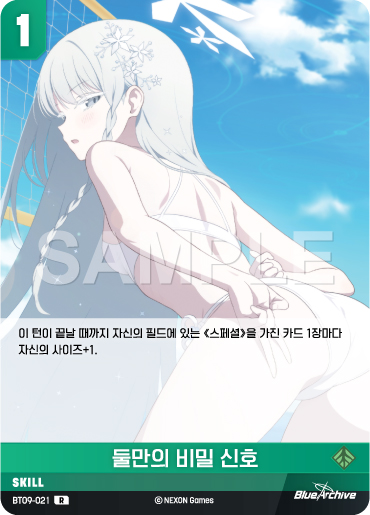 1
SAMPLE
이 턴이 끝날 때까지 자신의 필드에 있는 《스페셜》을 가진 카드 1장마다
자신의 사이즈+1.
둘만의 비밀 신호
SKILL
BT09-021 R
© NEXON Games
BlueArchive